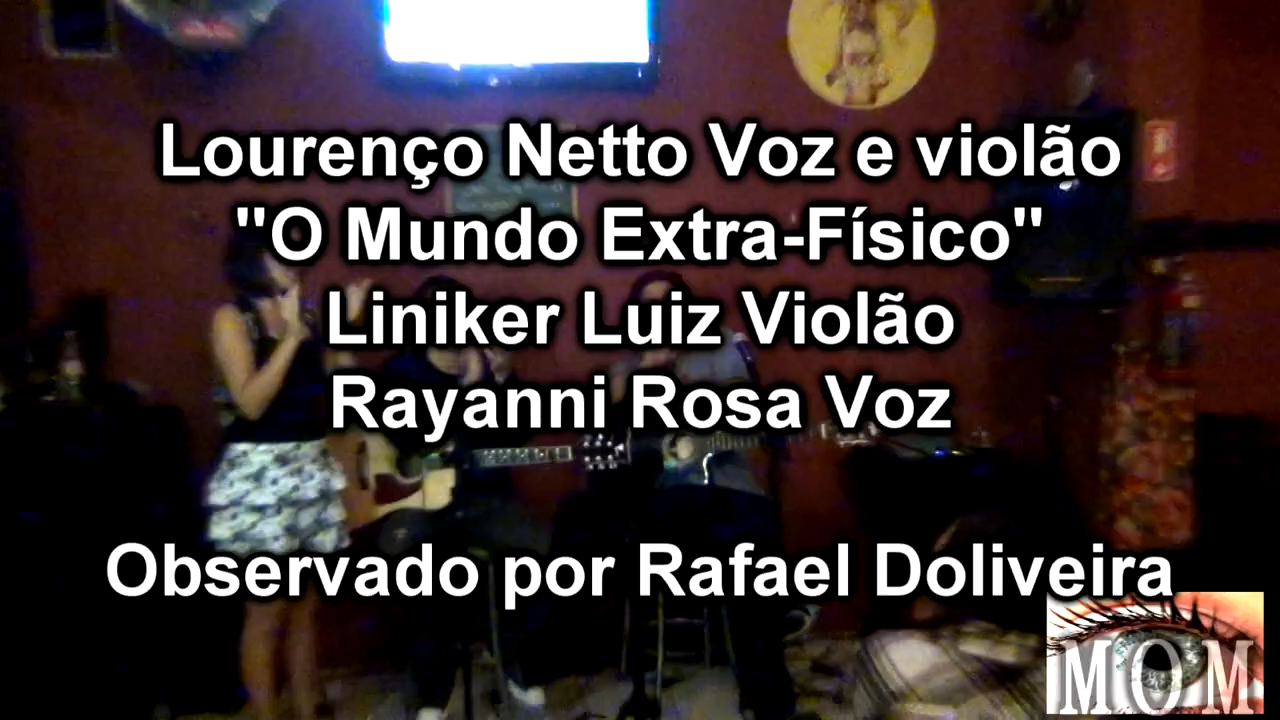 Lourenço Netto Voz e violão
"O Mundo Extra-Físico"
Liniker Luiz Violão
Rayanni Rosa Voz
Observado por Rafael Doliveira
MOM